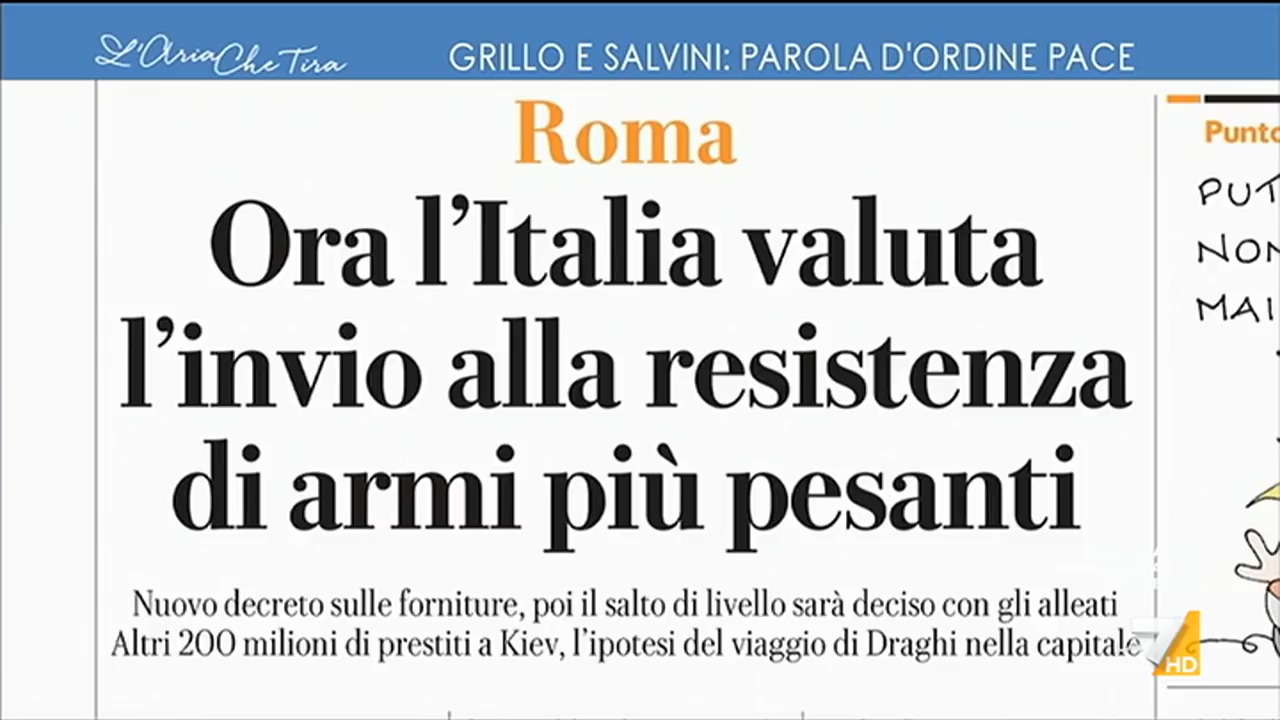 L'Aria Che Tira
GRILLO E SALVINI: PAROLA D'ORDINE PACE
Roma
Ora l'Italia valuta
l'invio alla resistenza
di armi più pesanti
Nuovo decreto sulle forniture, poi il salto di livello sarà deciso con gli alleati
Altri 200 milioni di prestiti a Kiev, l'ipotesi del viaggio di Draghi nella capitale
Punto
PUT
NON
MAI
7
HD